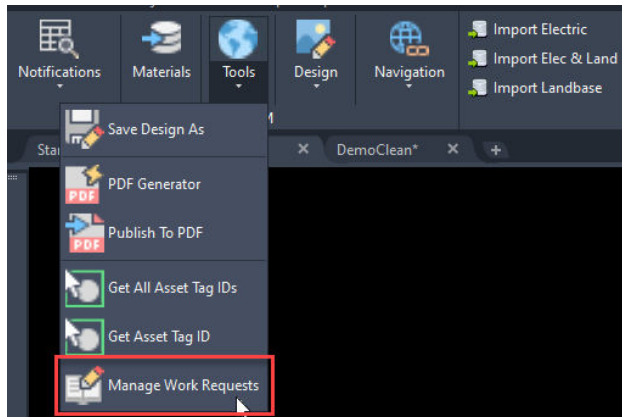 Notifications
Materials
Tools
Design
Navigation
Import Electric
Import Elec & Land
Import Landbase
Save Design As
Star
DemoClean*
PDF Generator
PDF
Publish To PDF
PDF
Get All Asset Tag IDs
Get Asset Tag ID
Manage Work Requests